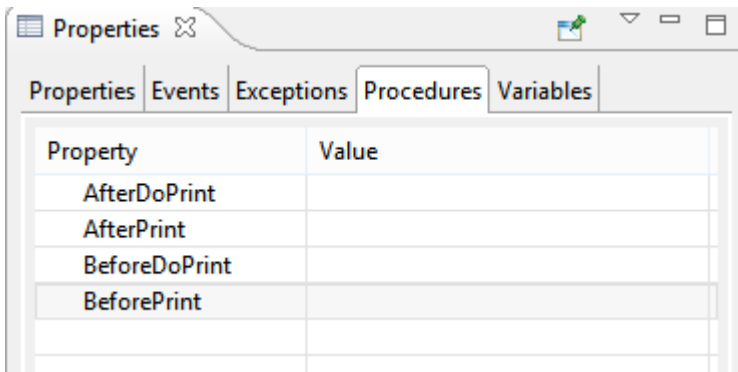 Properties
Properties Events Exceptions Procedures Variables
Property Value
AfterDoPrint
AfterPrint
BeforeDoPrint
BeforePrint